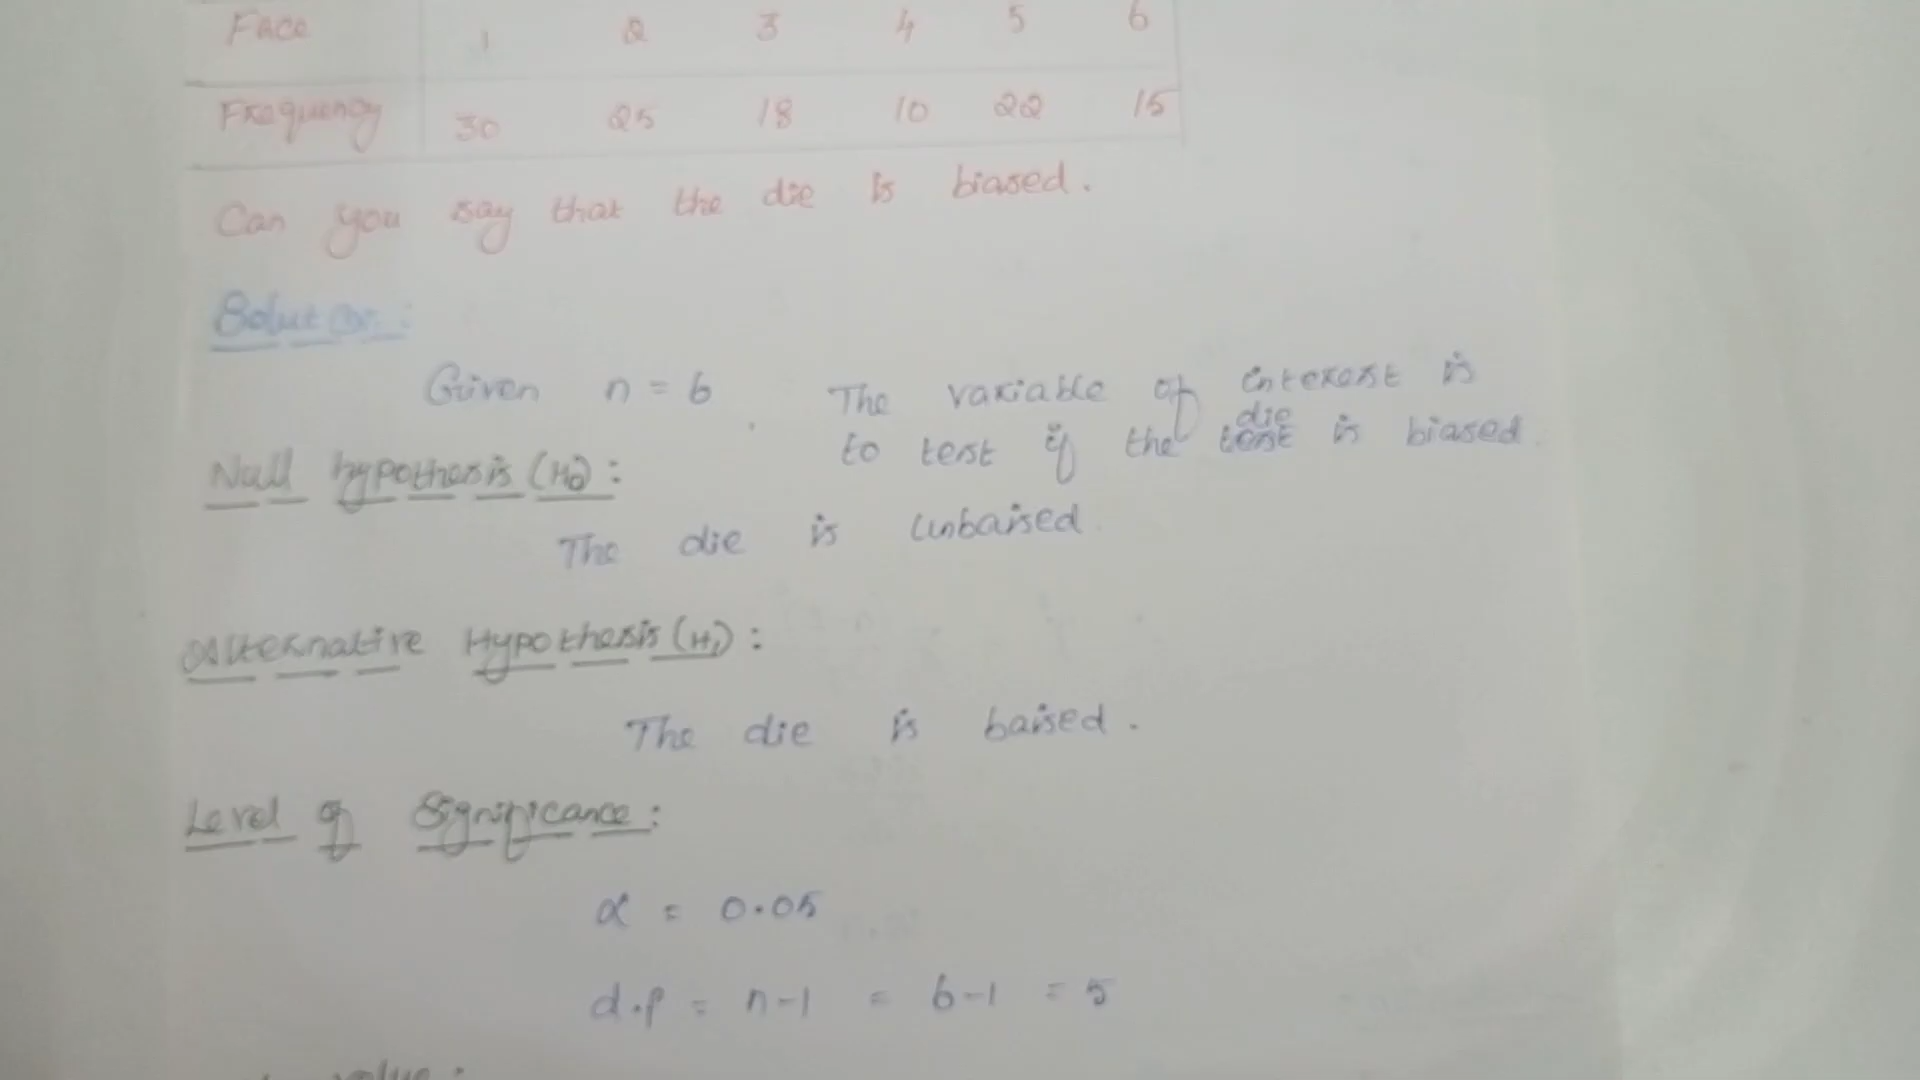 Face 1 2 3 4 5 6
Frequency 30 25 18 10 22 15
Can you say that the die is biased.
Solution:
Given n = 6 The variable of interest is
to test if the test die is biased
Null hypothesis (H0):
The die is unbaised
Alternative Hypothesis (H1):
The die is baised.
Level of Significance:
α = 0.05
d.f = n-1 = 6-1 = 5
value: